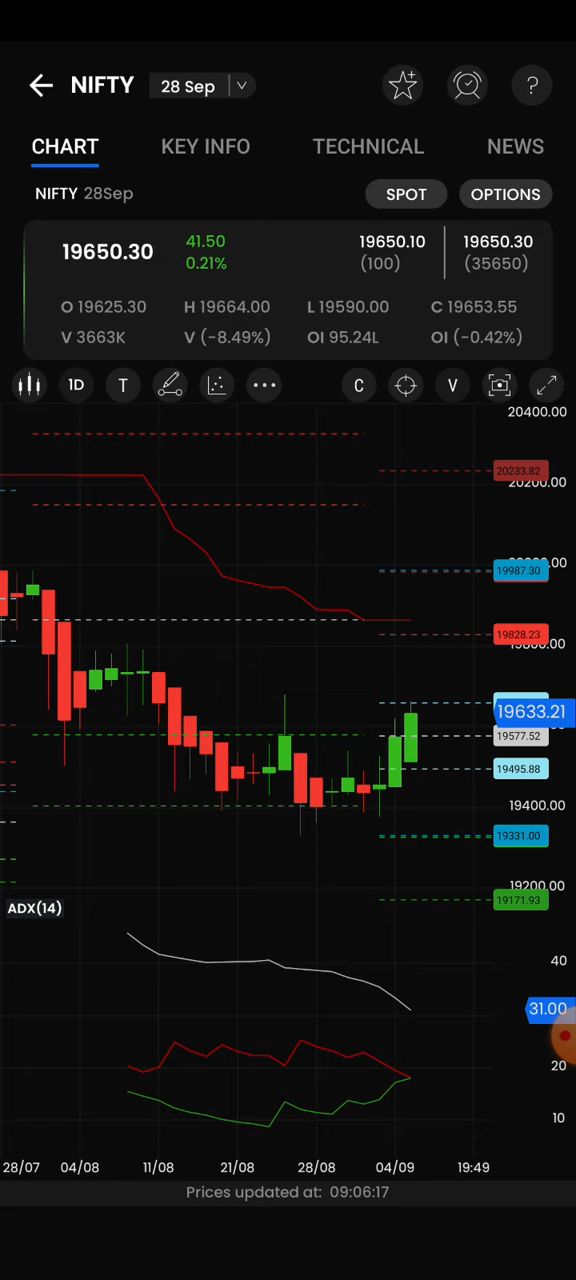 NIFTY 28 Sep
CHART KEY INFO TECHNICAL NEWS
NIFTY 28Sep SPOT OPTIONS
19650.30 41.50 0.21% 19650.10 (100) 19650.30 (35650)
O 19625.30 H 19664.00 L 19590.00 C 19653.55
V 3663K V (-8.49%) OI 95.24L OI (-0.42%)
1D T C V
20400.00
20233.82
20200.00
19987.30
19828.23
19633.21
19577.52
19495.88
19400.00
19331.00
19200.00
19171.93
ADX(14)
40
31.00
20
10
28/07 04/08 11/08 21/08 28/08 04/09 19:49
Prices updated at: 09:06:17